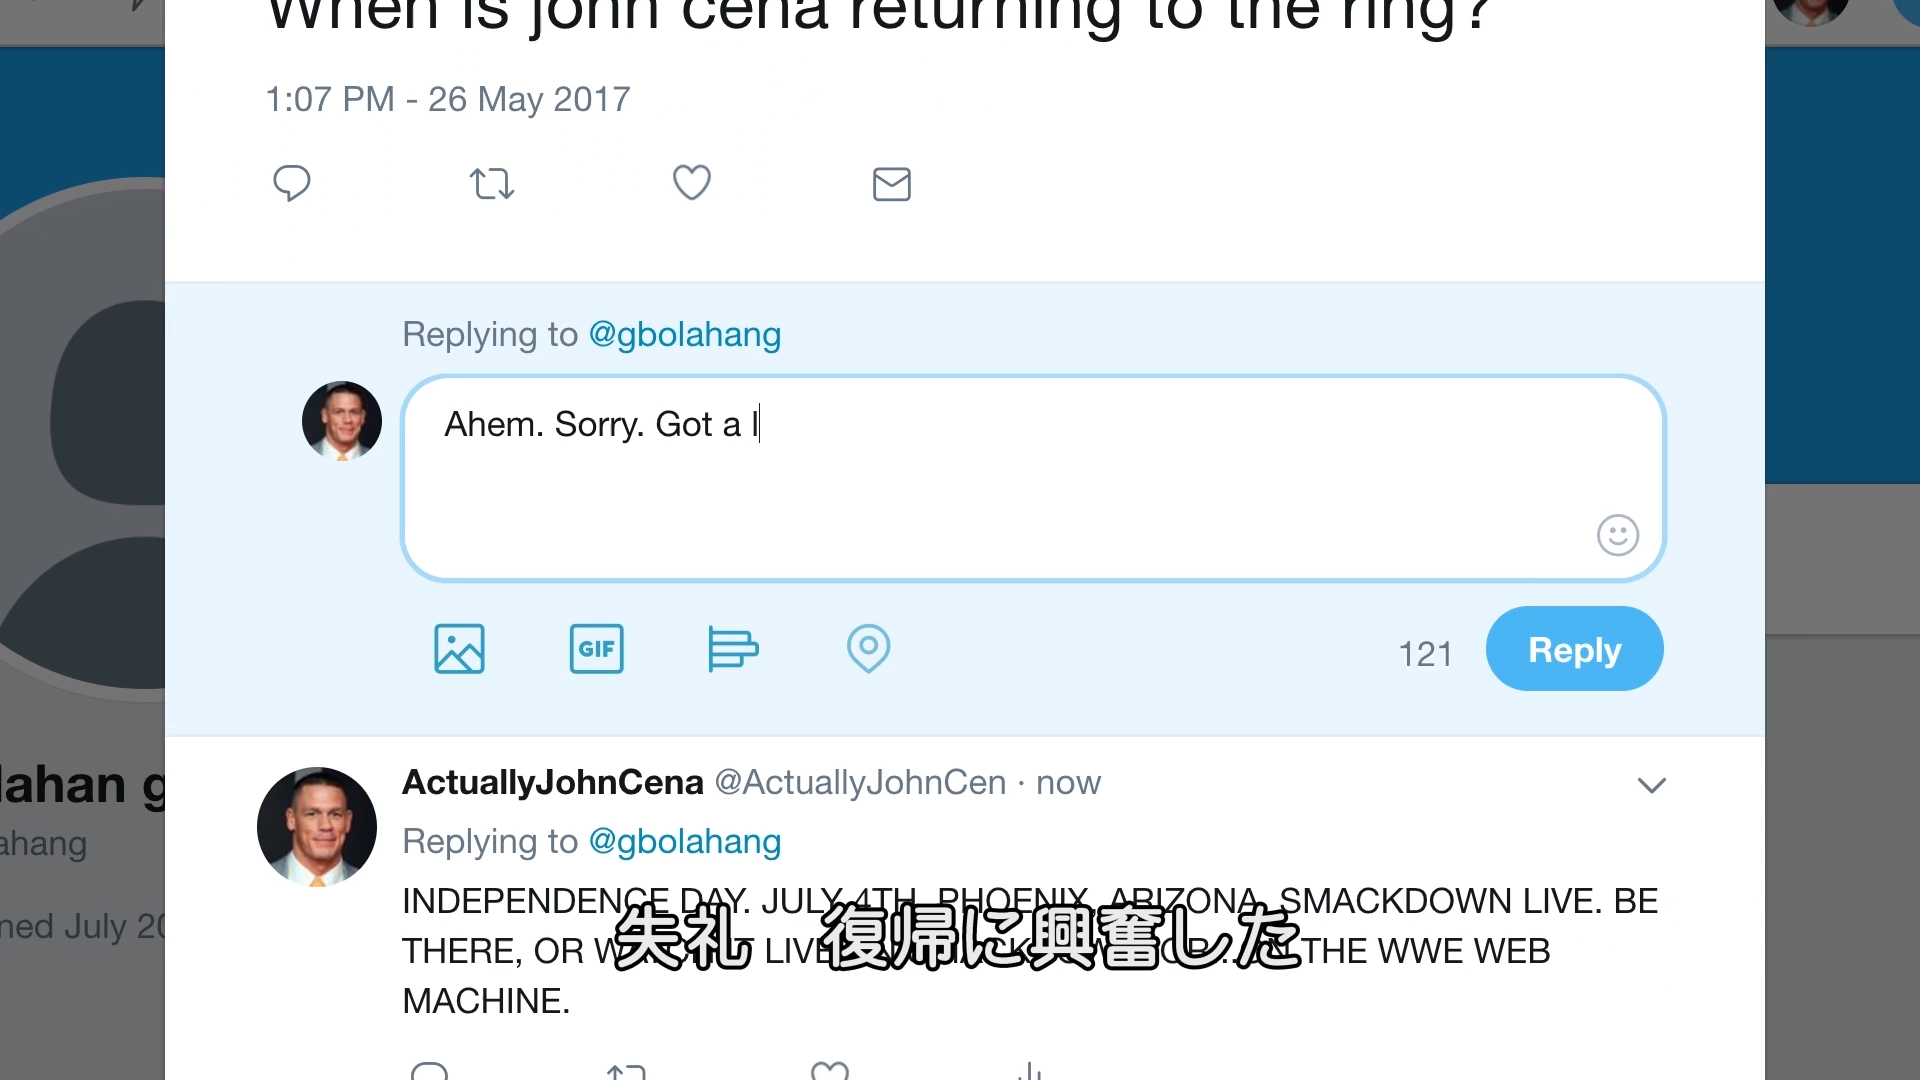 When is john cena returning to the ring?
1:07 PM - 26 May 2017
Replying to @gbolahang
Ahem. Sorry. Got a l
GIF
121
Reply
lahan g
ahang
ned July 20
ActuallyJohnCena @ActuallyJohnCen · now
Replying to @gbolahang
INDEPENDENCE DAY. JULY 4TH. PHOENIX, ARIZONA. SMACKDOWN LIVE. BE
THERE, OR LIVE THE WWE WEB
MACHINE.
失礼 復帰に興奮した